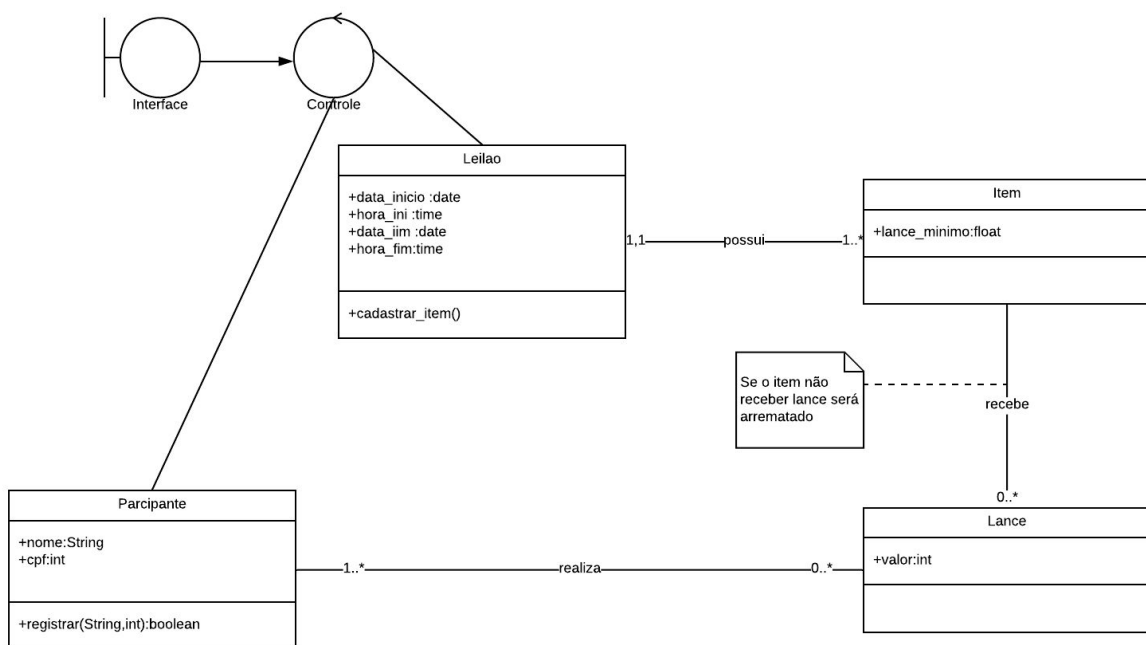 Interface
Controle
Leilao
+data_inicio :date
+hora_ini :time
+data_iim :date
+hora_fim:time
+cadastrar_item()
1,1
possui
1..*
Item
+lance_minimo:float
Se o item não
receber lance será
arrematado
recebe
0..*
Parcipante
+nome:String
+cpf:int
+registrar(String,int):boolean
1..*
realiza
0..*
Lance
+valor:int